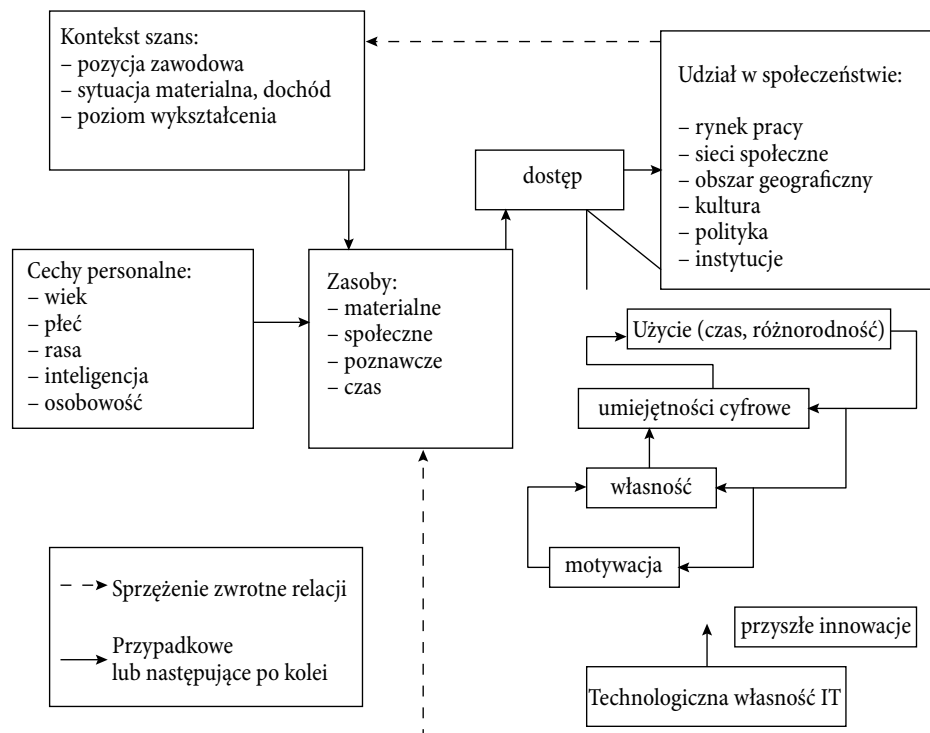 Kontekst szans:
– pozycja zawodowa
– sytuacja materialna, dochód
– poziom wykształcenia
Udział w społeczeństwie:
– rynek pracy
– sieci społeczne
– obszar geograficzny
– kultura
– polityka
– instytucje
dostęp
Cechy personalne:
– wiek
– płeć
– rasa
– inteligencja
– osobowość
Zasoby:
– materialne
– społeczne
– poznawcze
– czas
Użycie (czas, różnorodność)
umiejętności cyfrowe
własność
motywacja
Sprzężenie zwrotne relacji
Przypadkowe
lub następujące po kolei
przyszłe innowacje
Technologiczna własność IT